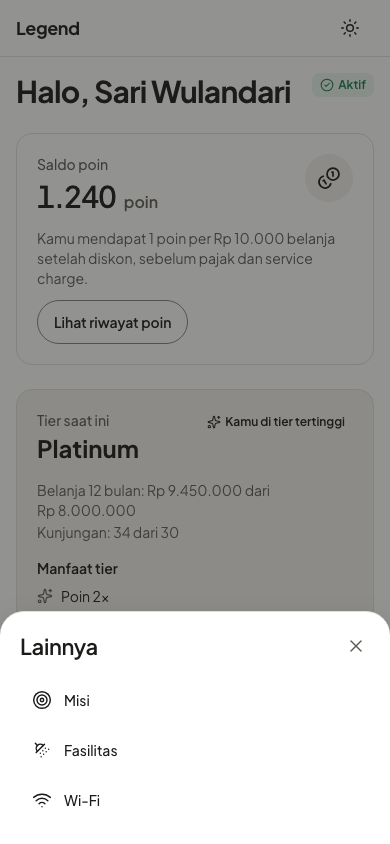 Legend
Halo, Sari Wulandari
Aktif
Saldo poin
1.240 poin
Kamu mendapat 1 poin per Rp 10.000 belanja
setelah diskon, sebelum pajak dan service
charge.
Lihat riwayat poin
Tier saat ini
Kamu di tier tertinggi
Platinum
Belanja 12 bulan: Rp 9.450.000 dari
Rp 8.000.000
Kunjungan: 34 dari 30
Manfaat tier
Poin 2×
Lainnya
Misi
Fasilitas
Wi-Fi